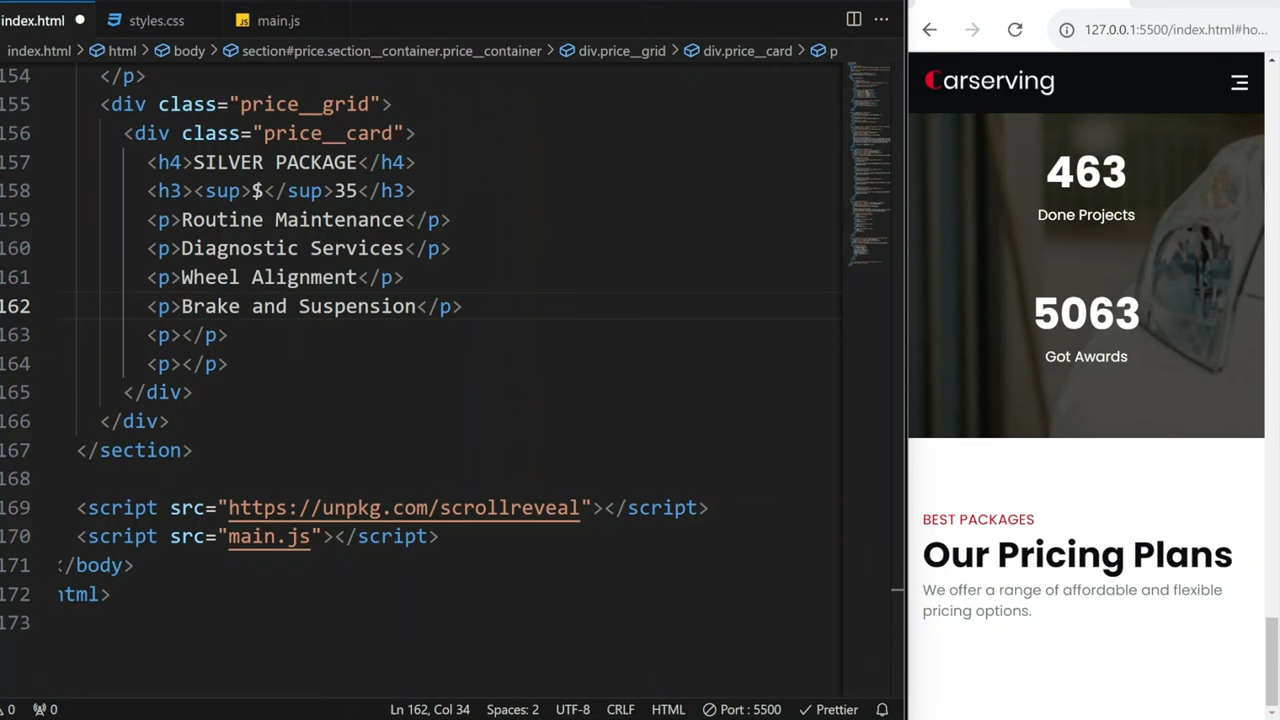 index.html
styles.css
JS main.js
index.html > html > body > section#price.section__container.price__container > div.price__grid > div.price__card > p
154 </p>
155 <div class="price__grid">
156 <div class="price__card">
157 <h4>SILVER PACKAGE</h4>
158 <h3 <sup>$</sup>35</h3>
159 <p>Routine Maintenance</p>
160 <p>Diagnostic Services</p>
161 <p>Wheel Alignment</p>
162 <p>Brake and Suspension</p>
163 <p></p>
164 <p></p>
165 </div>
166 </div>
167 </section>
168
169 <script src="https://unpkg.com/scrollreveal"></script>
170 <script src="main.js"></script>
171 </body>
172 html>
173
0 0 Ln 162, Col 34 Spaces: 2 UTF-8 CRLF HTML Port : 5500 Prettier
127.0.0.1:5500/index.html#ho...
Carserving
463
Done Projects
5063
Got Awards
BEST PACKAGES
Our Pricing Plans
We offer a range of affordable and flexible
pricing options.